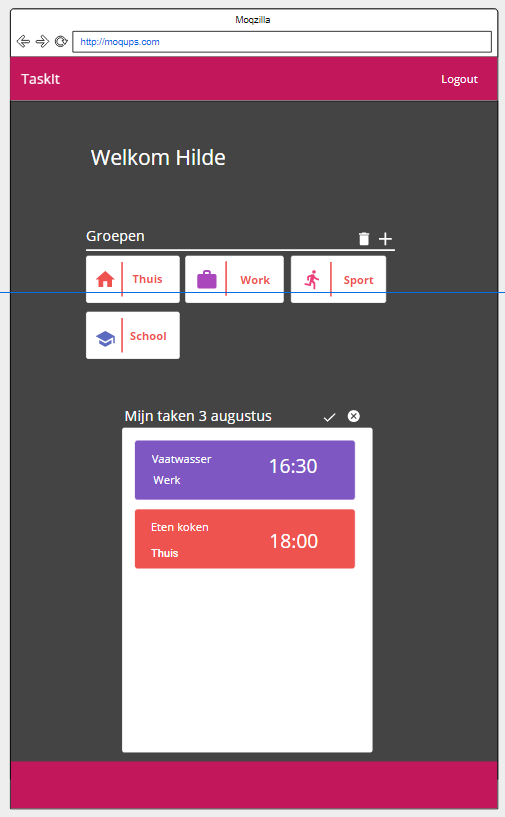 Moqzilla
http://moqups.com
TaskIt
Logout
Welkom Hilde
Groepen
Thuis
Work
Sport
School
Mijn taken 3 augustus
Vaatwasser
16:30
Werk
Eten koken
18:00
Thuis